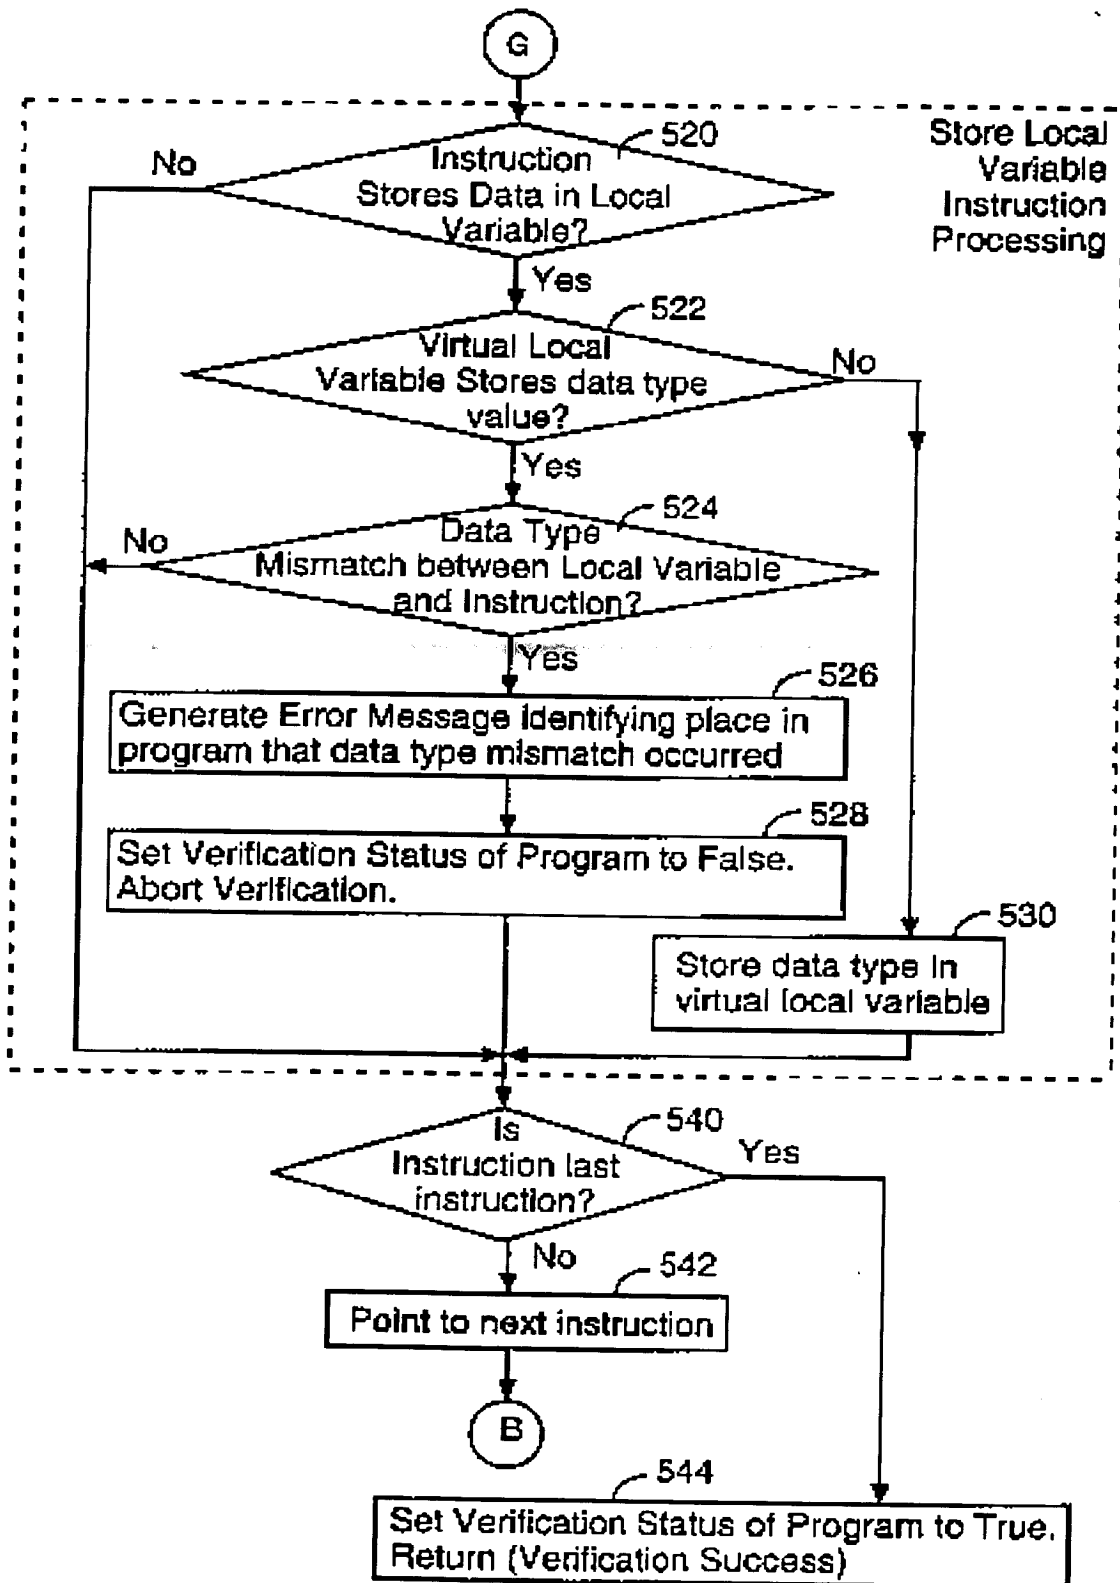 G
Store Local
Variable
Instruction
Processing
520
No
Instruction
Stores Data in Local
Variable?
Yes
522
Virtual Local
Variable Stores data type
value?
No
Yes
524
No
Data Type
Mismatch between Local Variable
and Instruction?
Yes
526
Generate Error Message identifying place in
program that data type mismatch occurred
528
Set Verification Status of Program to False.
Abort Verification.
530
Store data type in
virtual local variable
540
Is
Instruction last
instruction?
Yes
No
542
Point to next instruction
B
544
Set Verification Status of Program to True.
Return (Verification Success)